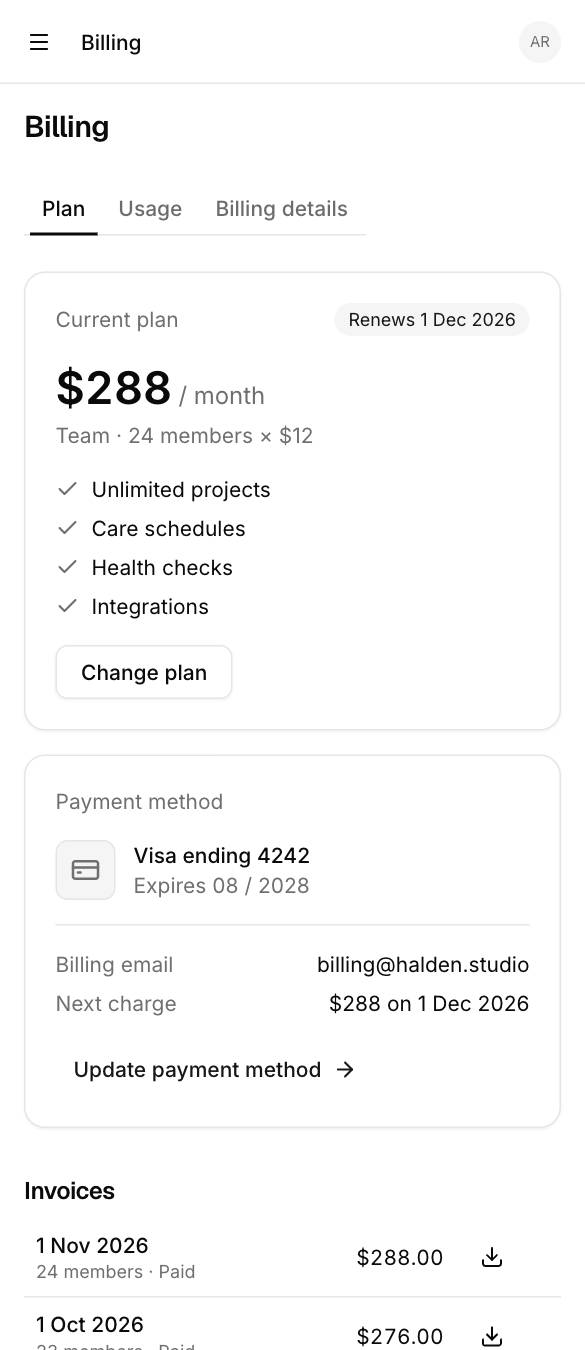 Billing
AR
Billing
Plan
Usage
Billing details
Current plan
Renews 1 Dec 2026
$288 / month
Team · 24 members × $12
Unlimited projects
Care schedules
Health checks
Integrations
Change plan
Payment method
Visa ending 4242
Expires 08 / 2028
Billing email billing@halden.studio
Next charge $288 on 1 Dec 2026
Update payment method →
Invoices
1 Nov 2026
24 members · Paid
$288.00
1 Oct 2026
$276.00